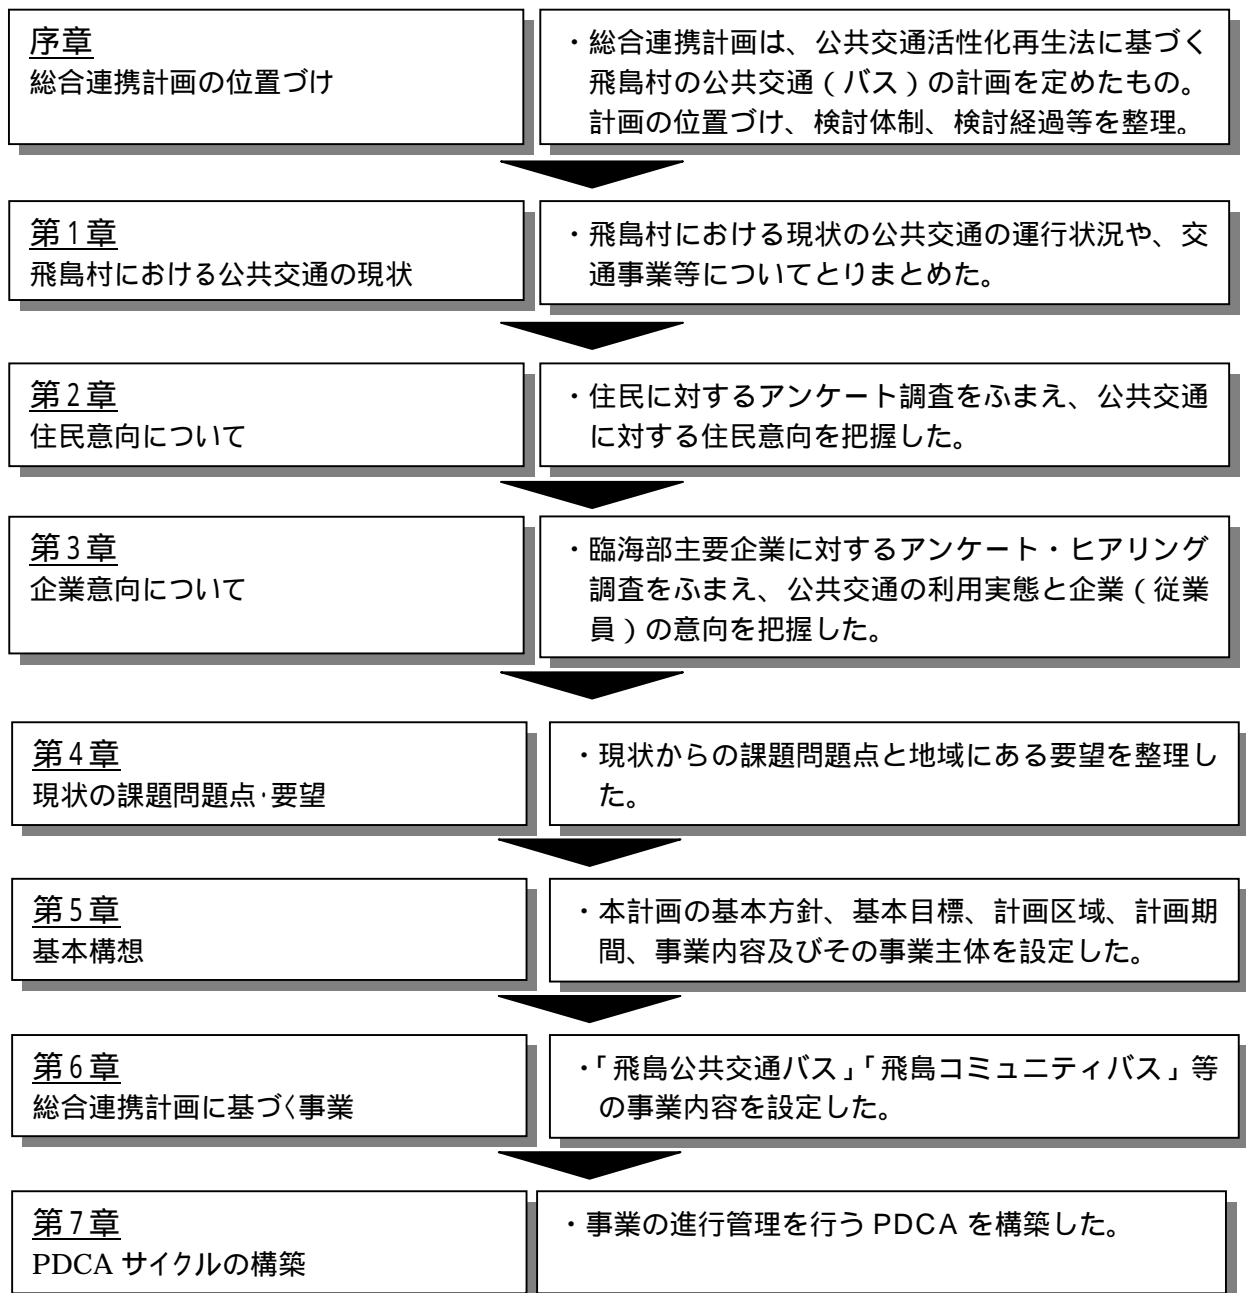 序章
総合連携計画の位置づけ
・総合連携計画は、公共交通活性化再生法に基づく
飛島村の公共交通（バス）の計画を定めたもの。
計画の位置づけ、検討体制、検討経過等を整理。
第1章
飛島村における公共交通の現状
・飛島村における現状の公共交通の運行状況や、交
通事業等についてとりまとめた。
第2章
住民意向について
・住民に対するアンケート調査をふまえ、公共交通
に対する住民意向を把握した。
第3章
企業意向について
・臨海部主要企業に対するアンケート・ヒアリング
調査をふまえ、公共交通の利用実態と企業（従業
員）の意向を把握した。
第4章
現状の課題問題点・要望
・現状からの課題問題点と地域にある要望を整理し
た。
第5章
基本構想
・本計画の基本方針、基本目標、計画区域、計画期
間、事業内容及びその事業主体を設定した。
第6章
総合連携計画に基づく事業
・「飛島公共交通バス」「飛島コミュニティバス」等
の事業内容を設定した。
第7章
PDCA サイクルの構築
・事業の進行管理を行う PDCA を構築した。